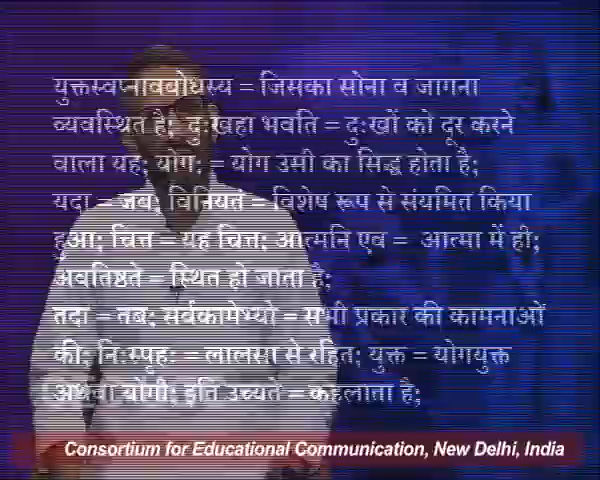 युक्तस्वप्नावबोधस्य = जिसका सोना व जागना
व्यवस्थित है; दुःखहा भवति = दुःखों को दूर करने
वाला यह; योगः = योग उसी का सिद्ध होता है;
यदा = जब; विनियतं = विशेष रूप से संयमित किया
हुआ; चित्त = यह चित्त; आत्मनि एव = आत्मा में ही;
अवतिष्ठते = स्थित हो जाता है;
तदा = तब; सर्वकामेभ्यो = सभी प्रकार की कामनाओं
की; निःस्पृहः = लालसा से रहित; युक्त = योगयुक्त
अथवा योगी; इति उच्यते = कहलाता है;
Consortium for Educational Communication, New Delhi, India